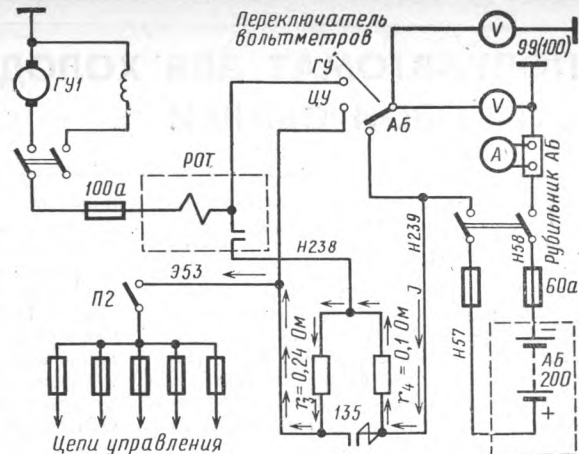 Переключатель
вольтметров
V
99(100)
ГУ1
ГУ
ЦУ
АБ
V
А
Рубильник АБ
РОТ.
100а
Н238
Н239
Э53
П2
J
Н58
60а
Н57
АБ
200
+
r₃=0,24 Ом
r₄=0,1 Ом
135
Цепи управления